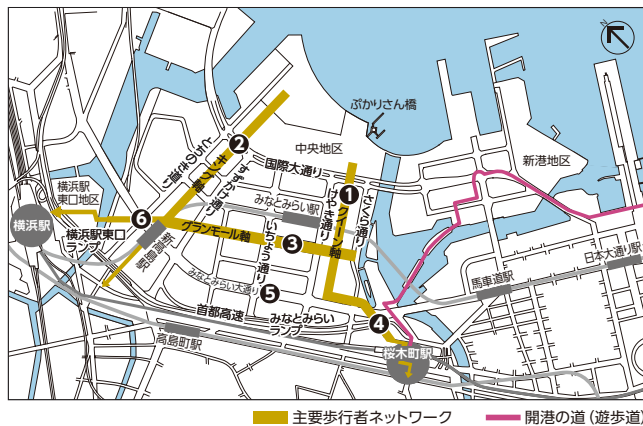 N
ぷかりさん橋
中央地区
新港地区
とちのき通り
キング軸
すずかけ通り
国際大通り
❷
❶
クイーン軸
けやき通り
さくら通り
みなとみらい駅
いちょう通り
横浜駅
東口地区
横浜駅
横浜駅東口
ランプ
❻
新高島駅
グランモール軸
❸
みなとみらい大通り
❺
首都高速
みなとみらい
ランプ
❹
高島町駅
桜木町駅
馬車道駅
日本大通り駅
主要歩行者ネットワーク
開港の道(遊歩道)